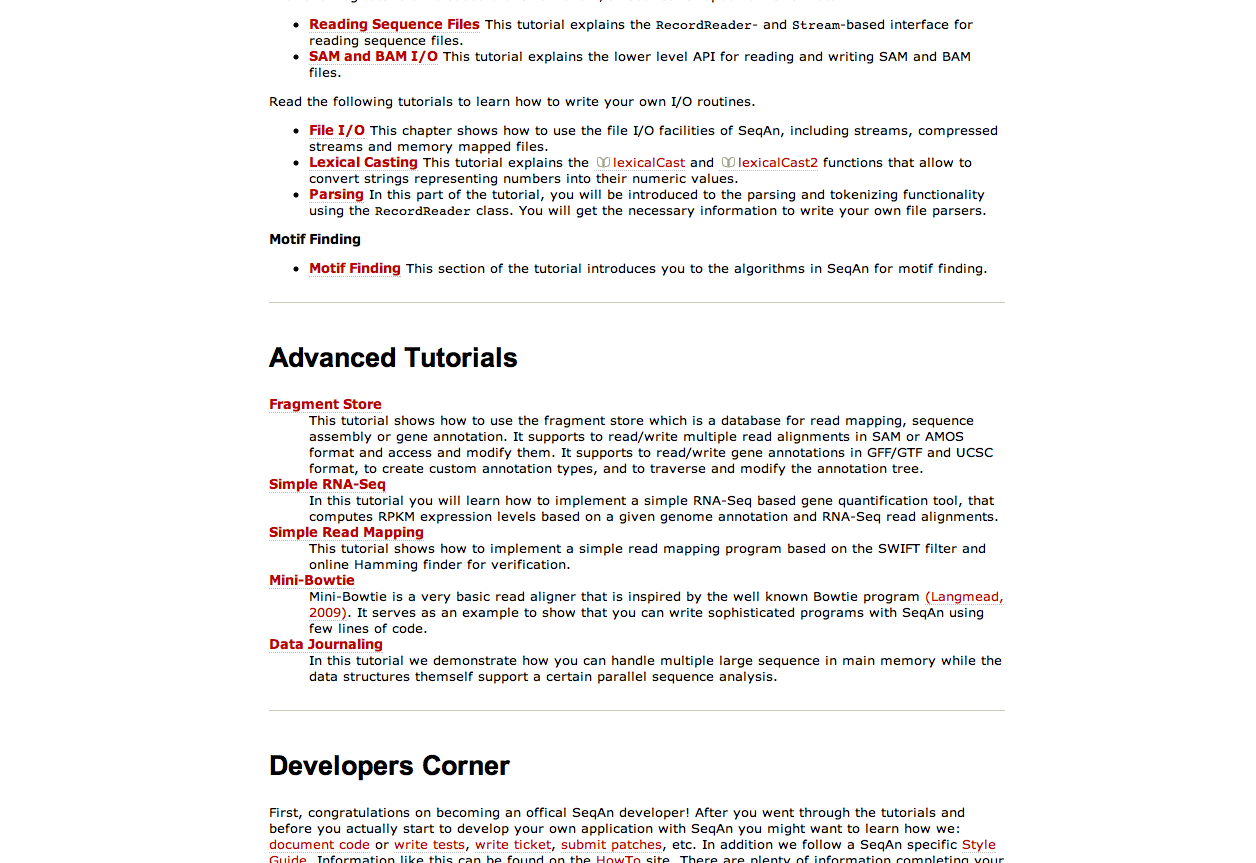 Reading Sequence Files This tutorial explains the RecordReader- and Stream-based interface for
reading sequence files.
SAM and BAM I/O This tutorial explains the lower level API for reading and writing SAM and BAM
files.
Read the following tutorials to learn how to write your own I/O routines.
File I/O This chapter shows how to use the file I/O facilities of SeqAn, including streams, compressed
streams and memory mapped files.
Lexical Casting This tutorial explains the lexicalCast and lexicalCast2 functions that allow to
convert strings representing numbers into their numeric values.
Parsing In this part of the tutorial, you will be introduced to the parsing and tokenizing functionality
using the RecordReader class. You will get the necessary information to write your own file parsers.
Motif Finding
Motif Finding This section of the tutorial introduces you to the algorithms in SeqAn for motif finding.
Advanced Tutorials
Fragment Store
This tutorial shows how to use the fragment store which is a database for read mapping, sequence
assembly or gene annotation. It supports to read/write multiple read alignments in SAM or AMOS
format and access and modify them. It supports to read/write gene annotations in GFF/GTF and UCSC
format, to create custom annotation types, and to traverse and modify the annotation tree.
Simple RNA-Seq
In this tutorial you will learn how to implement a simple RNA-Seq based gene quantification tool, that
computes RPKM expression levels based on a given genome annotation and RNA-Seq read alignments.
Simple Read Mapping
This tutorial shows how to implement a simple read mapping program based on the SWIFT filter and
online Hamming finder for verification.
Mini-Bowtie
Mini-Bowtie is a very basic read aligner that is inspired by the well known Bowtie program (Langmead,
2009). It serves as an example to show that you can write sophisticated programs with SeqAn using
few lines of code.
Data Journaling
In this tutorial we demonstrate how you can handle multiple large sequence in main memory while the
data structures themself support a certain parallel sequence analysis.
Developers Corner
First, congratulations on becoming an offical SeqAn developer! After you went through the tutorials and
before you actually start to develop your own application with SeqAn you might want to learn how we:
document code or write tests, write ticket, submit patches, etc. In addition we follow a SeqAn specific Style
Guide. Information like this can be found on the HowTo site. There are plenty of information completing your